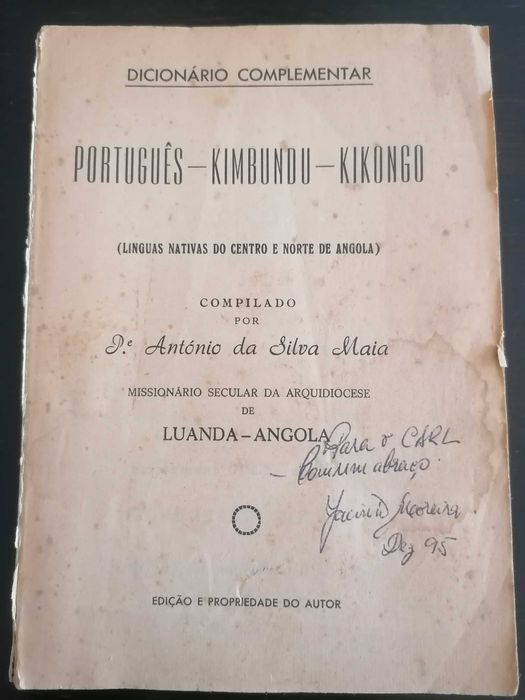 DICIONÁRIO COMPLEMENTAR
PORTUGUÊS—KIMBUNDU—KIKONGO
(LINGUAS NATIVAS DO CENTRO E NORTE DE ANGOLA)
COMPILADO
POR
P.e António da Silva Maia
MISSIONÁRIO SECULAR DA ARQUIDIOCESE
DE
LUANDA-ANGOLA
Para o CARL
— Com um abraço.
Moreira
Dez 95
EDIÇÃO E PROPRIEDADE DO AUTOR